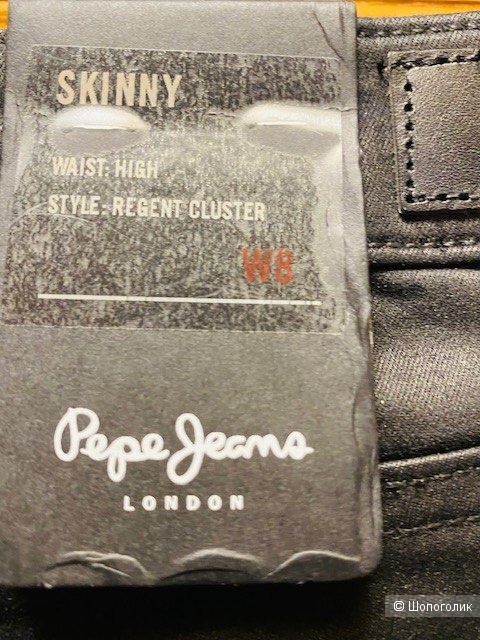 SKINNY
WAIST: HIGH
STYLE: REGENT CLUSTER
W8
Pepe Jeans
LONDON
© Шопоголик